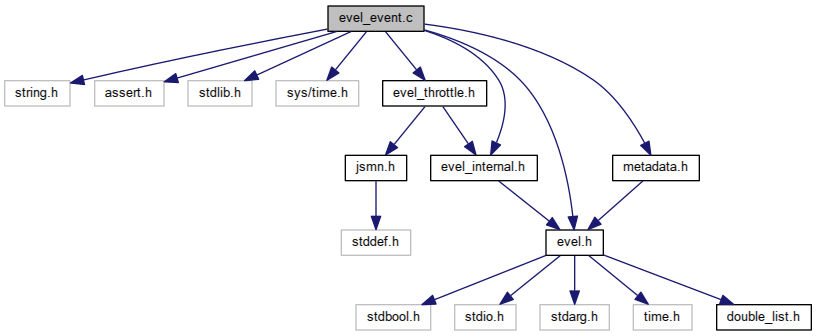 evel_event.c
string.h
assert.h
stdlib.h
sys/time.h
evel_throttle.h
jsmn.h
evel_internal.h
metadata.h
stddef.h
evel.h
stdbool.h
stdio.h
stdarg.h
time.h
double_list.h